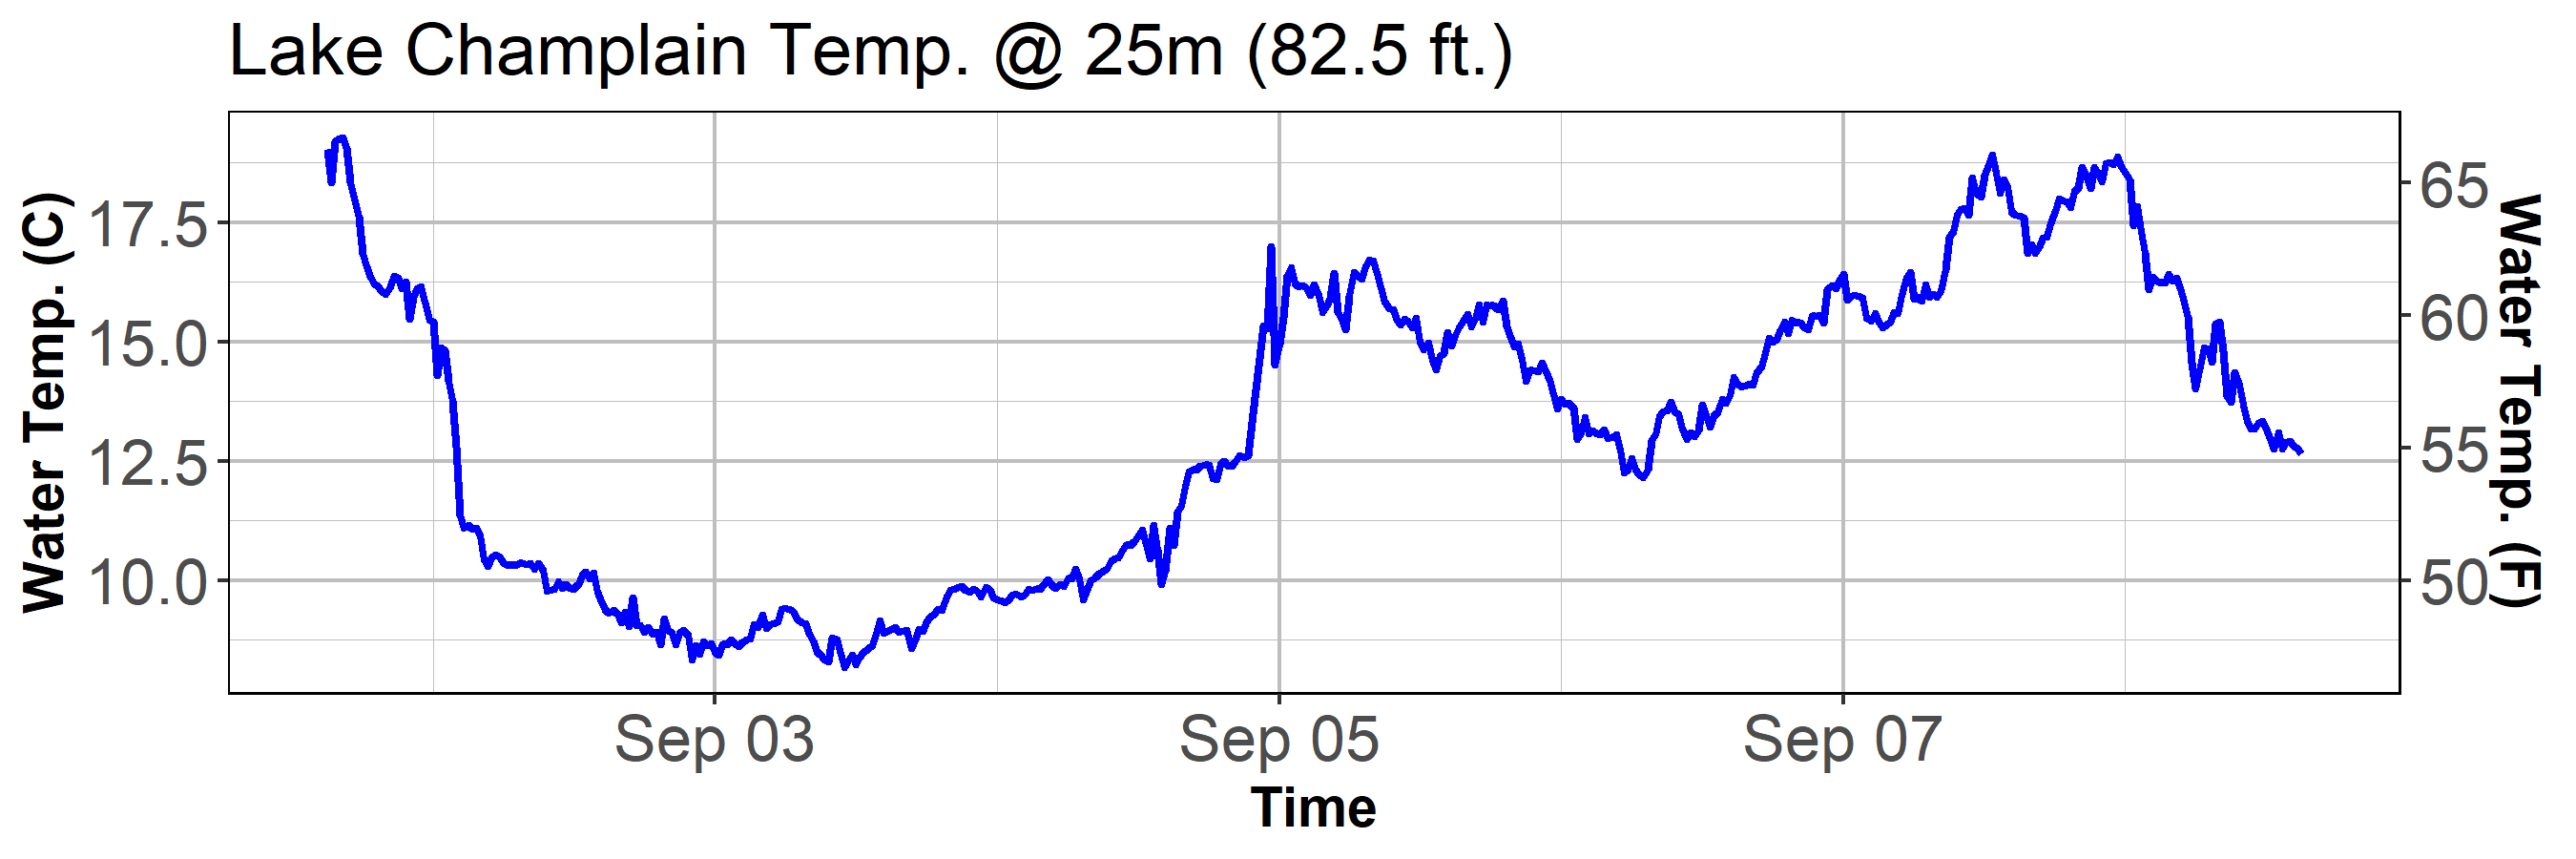 Lake Champlain Temp. @ 25m (82.5 ft.)
Water Temp. (C)
17.5
15.0
12.5
10.0
65
60
55
50
Water Temp. (F)
Sep 03
Sep 05
Sep 07
Time